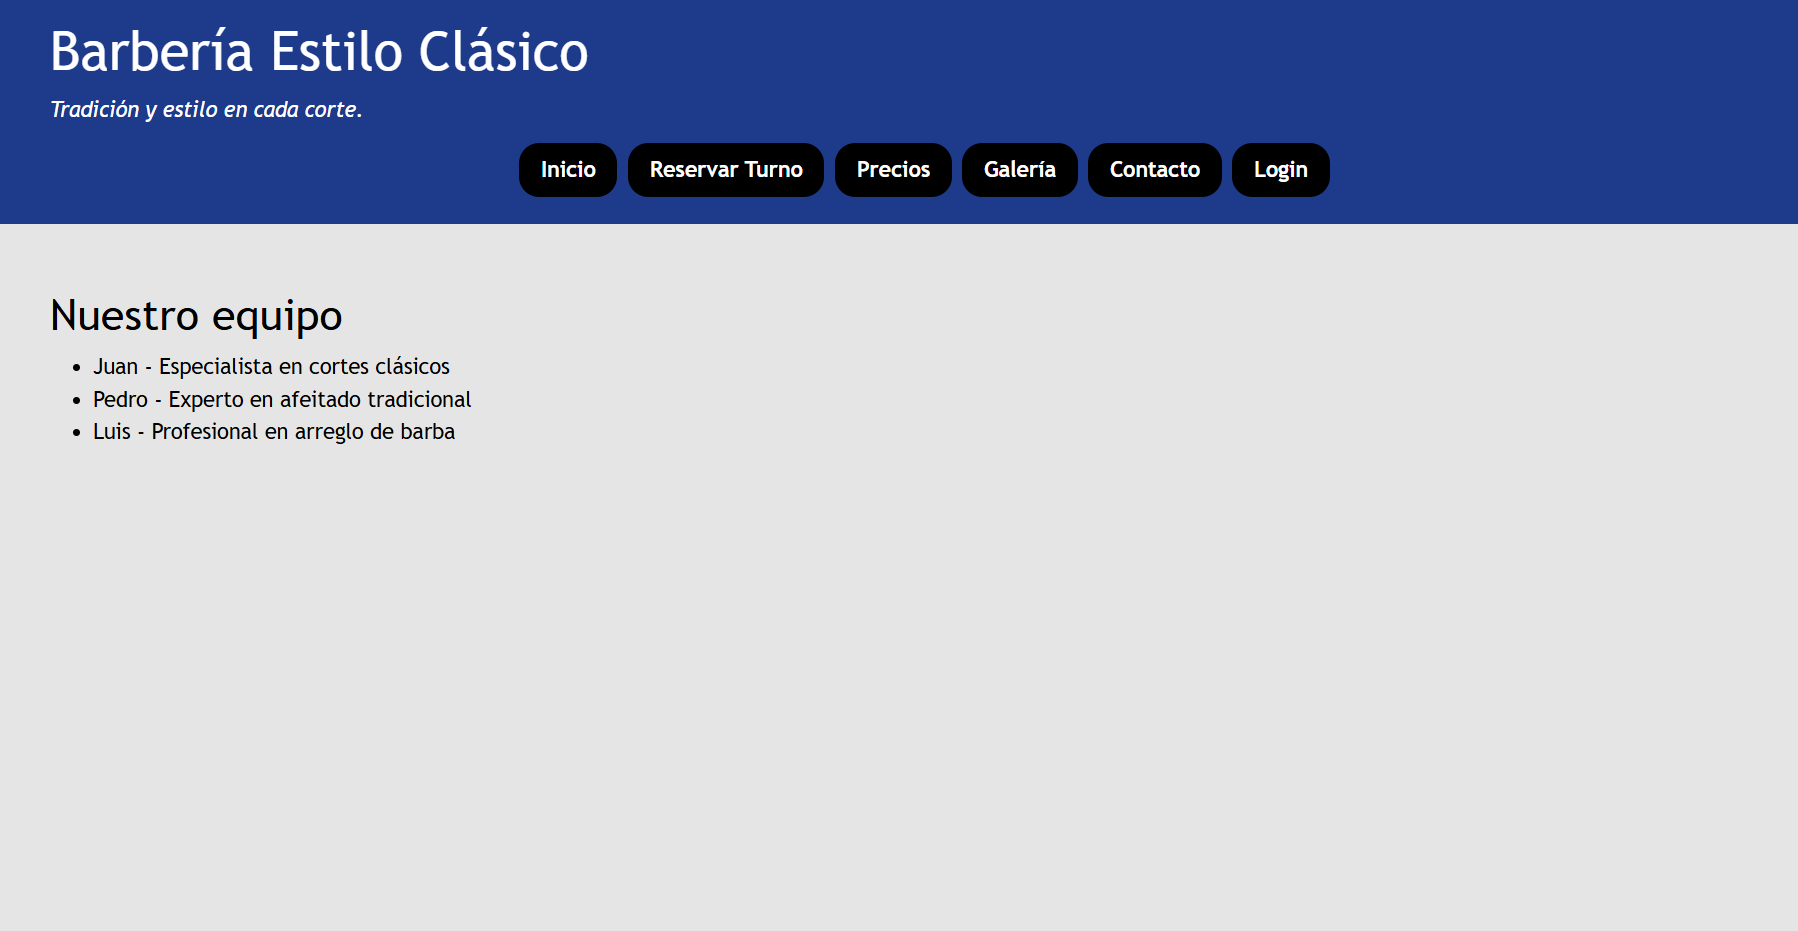 Barbería Estilo Clásico
Tradición y estilo en cada corte.
Inicio Reservar Turno Precios Galería Contacto Login
Nuestro equipo
• Juan - Especialista en cortes clásicos
• Pedro - Experto en afeitado tradicional
• Luis - Profesional en arreglo de barba